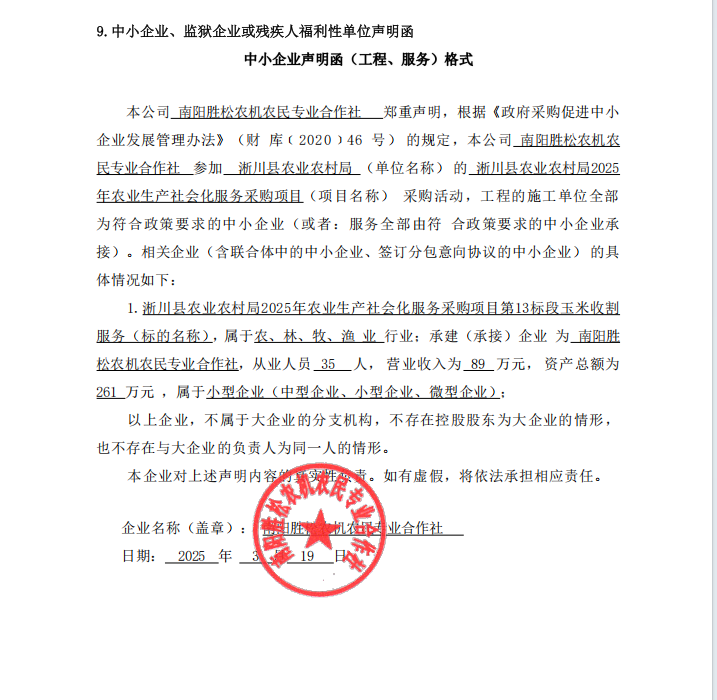 9.中小企业、监狱企业或残疾人福利性单位声明函
中小企业声明函（工程、服务）格式
本公司 南阳胜松农机农民专业合作社 郑重声明，根据《政府采购促进中小
企业发展管理办法》（财 库﹝2020﹞46 号） 的规定，本公司 南阳胜松农机农
民专业合作社 参加 淅川县农业农村局 （单位名称） 的 淅川县农业农村局2025
年农业生产社会化服务采购项目（项目名称） 采购活动，工程的施工单位全部
为符合政策要求的中小企业（或者：服务全部由符 合政策要求的中小企业承
接）。相关企业（含联合体中的中小企业、签订分包意向协议的中小企业） 的具
体情况如下：
1. 淅川县农业农村局2025年农业生产社会化服务采购项目第13标段玉米收割
服务（标的名称），属于农、林、牧、渔 业 行业；承建（承接）企业 为 南阳胜
松农机农民专业合作社，从业人员 35 人， 营业收入为 89 万元， 资产总额为
261 万元 ，属于小型企业（中型企业、小型企业、微型企业）；
以上企业，不属于大企业的分支机构，不存在控股股东为大企业的情形，
也不存在与大企业的负责人为同一人的情形。
本企业对上述声明内容的真实性负责。如有虚假，将依法承担相应责任。
企业名称（盖章）： 南阳胜松农机农民专业合作社
日期： 2025 年 3 月 19 日
南阳胜松农机农民专业合作社